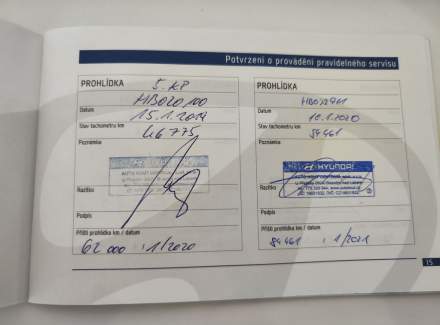 Potvrzení o provádění pravidelného servisu
PROHLÍDKA
5. KP
HB020100
Datum
15.1.2019
Stav tachometru km
46775
Poznámka
Razítko
Podpis
Příští prohlídka km / datum
62 000 1/2020
PROHLÍDKA
Datum
10.1.2020
Stav tachometru km
54461
Poznámka
HYUNDAI
Razítko
Podpis
Příští prohlídka km / datum
84461 1/2021
15